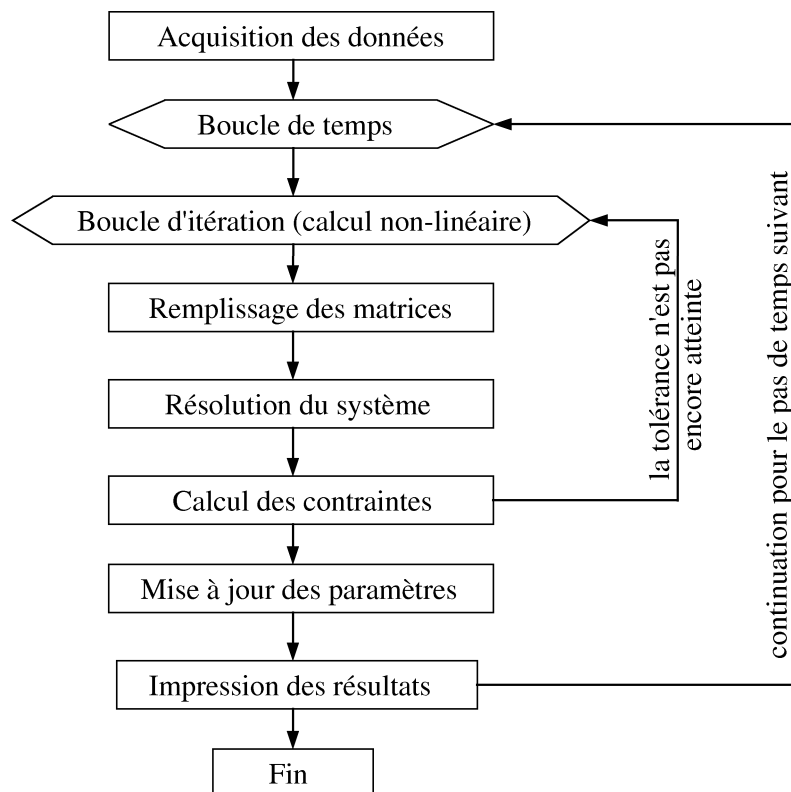 Acquisition des données
Boucle de temps
Boucle d'itération (calcul non-linéaire)
Remplissage des matrices
Résolution du système
Calcul des contraintes
Mise à jour des paramètres
Impression des résultats
Fin
la tolérance n'est pas
encore atteinte
continuation pour le pas de temps suivant